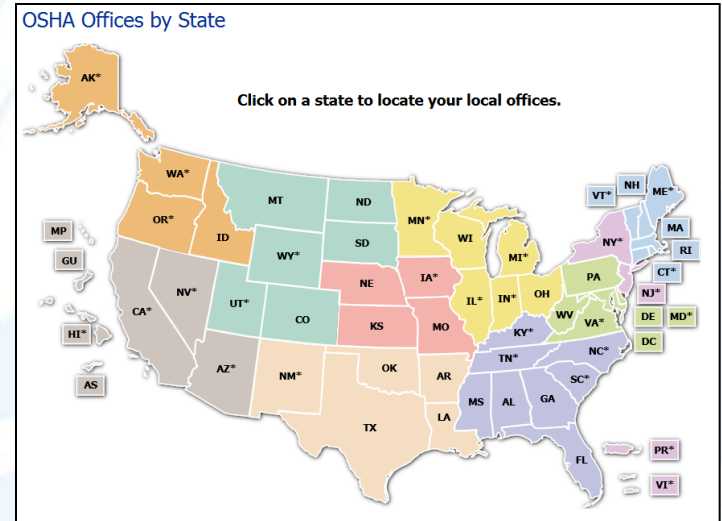 OSHA Offices by State
AK*
Click on a state to locate your local offices.
WA*
MT
ND
MN*
VT*
NH
ME*
OR*
ID
WI
MA
MP
SD
NY*
RI
GU
WY*
MI*
CT*
NV*
NE
IA*
PA
NJ*
CA*
UT*
IL*
IN*
OH
DE
MD*
HI*
CO
KS
MO
WV
VA*
DC
KY*
AS
AZ*
NM*
OK
AR
TN*
NC*
SC*
TX
LA
MS
AL
GA
FL
PR*
VI*